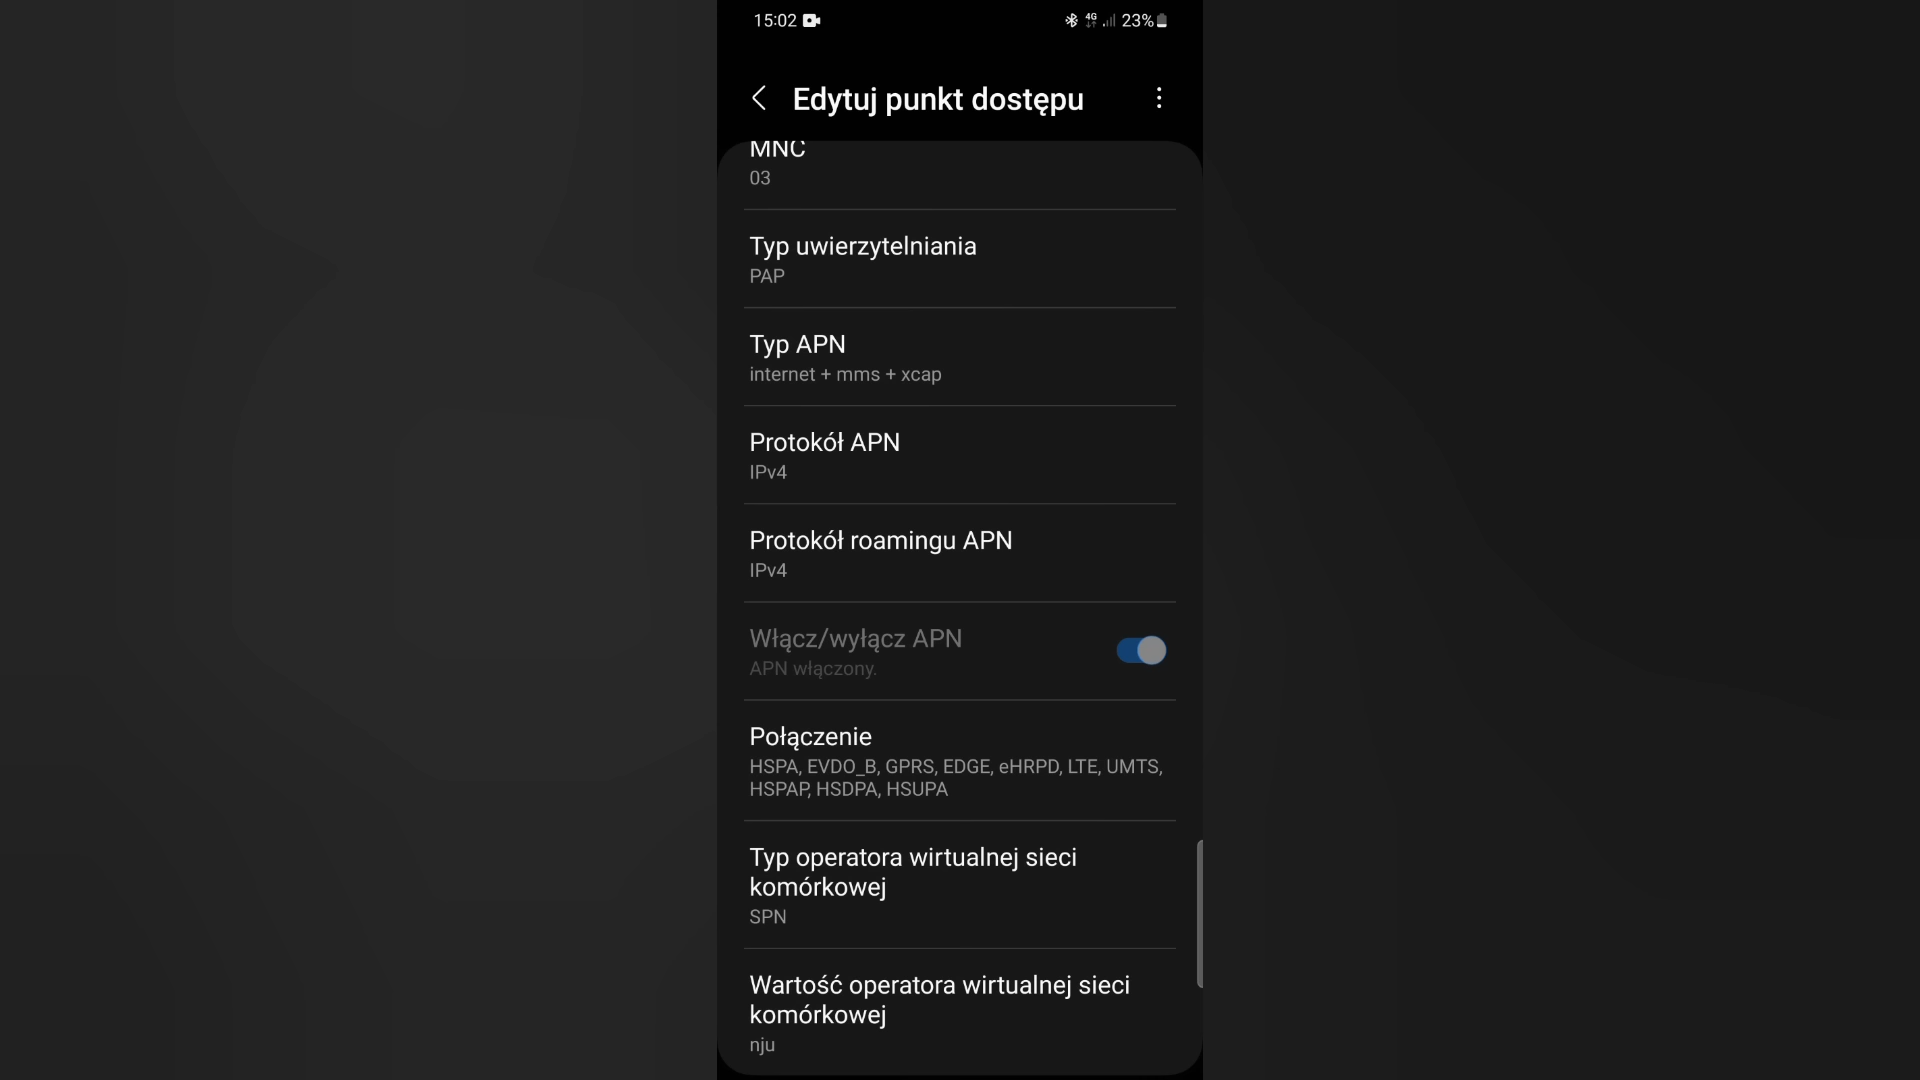 15:02
4G
23%
Edytuj punkt dostępu
MNC
03
Typ uwierzytelniania
PAP
Typ APN
internet + mms + xcap
Protokół APN
IPv4
Protokół roamingu APN
IPv4
Włącz/wyłącz APN
APN włączony.
Połączenie
HSPA, EVDO_B, GPRS, EDGE, eHRPD, LTE, UMTS,
HSPAP, HSDPA, HSUPA
Typ operatora wirtualnej sieci
komórkowej
SPN
Wartość operatora wirtualnej sieci
komórkowej
nju